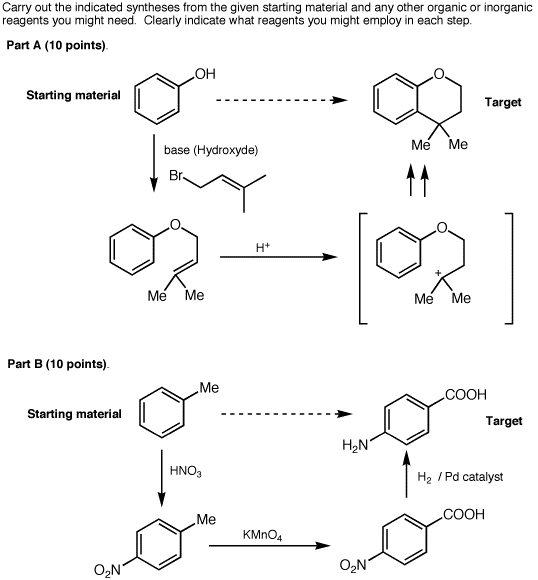 Carry out the indicated syntheses from the given starting material and any other organic or inorganic
reagents you might need.  Clearly indicate what reagents you might employ in each step.
Part A (10 points).
OH
O
Starting material
Target
Me Me
base (Hydroxyde)
Br
O
H+
O
+
Me Me
Me Me
Part B (10 points).
Me
COOH
Starting material
Target
H2N
HNO3
H2 / Pd catalyst
Me
COOH
KMnO4
O2N
O2N